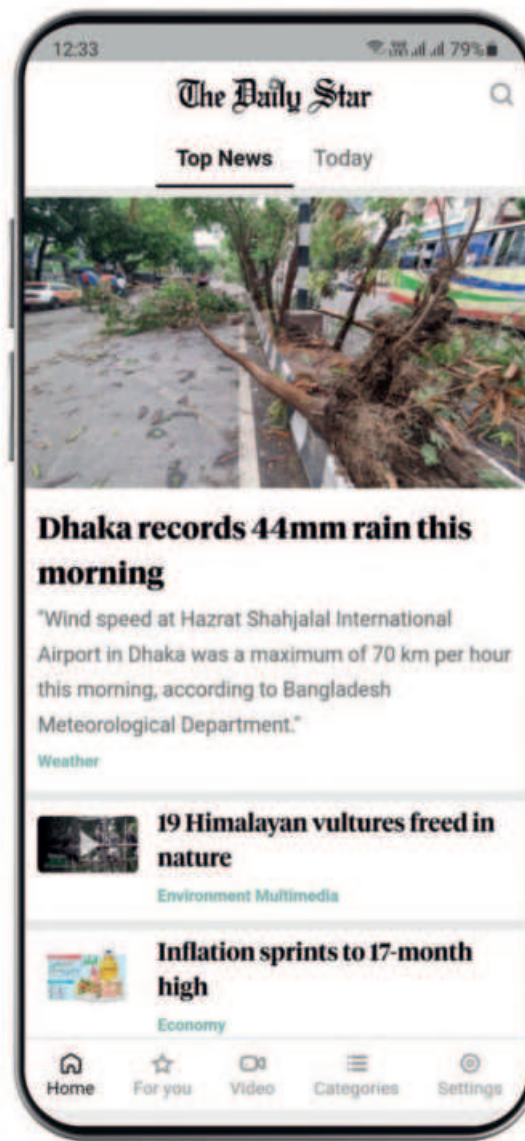 12:33
79%
The Daily Star
Top News Today
Dhaka records 44mm rain this
morning
"Wind speed at Hazrat Shahjalal International
Airport in Dhaka was a maximum of 70 km per hour
this morning, according to Bangladesh
Meteorological Department."
Weather
19 Himalayan vultures freed in
nature
Environment Multimedia
Inflation sprints to 17-month
high
Economy
Home For you Video Categories Settings